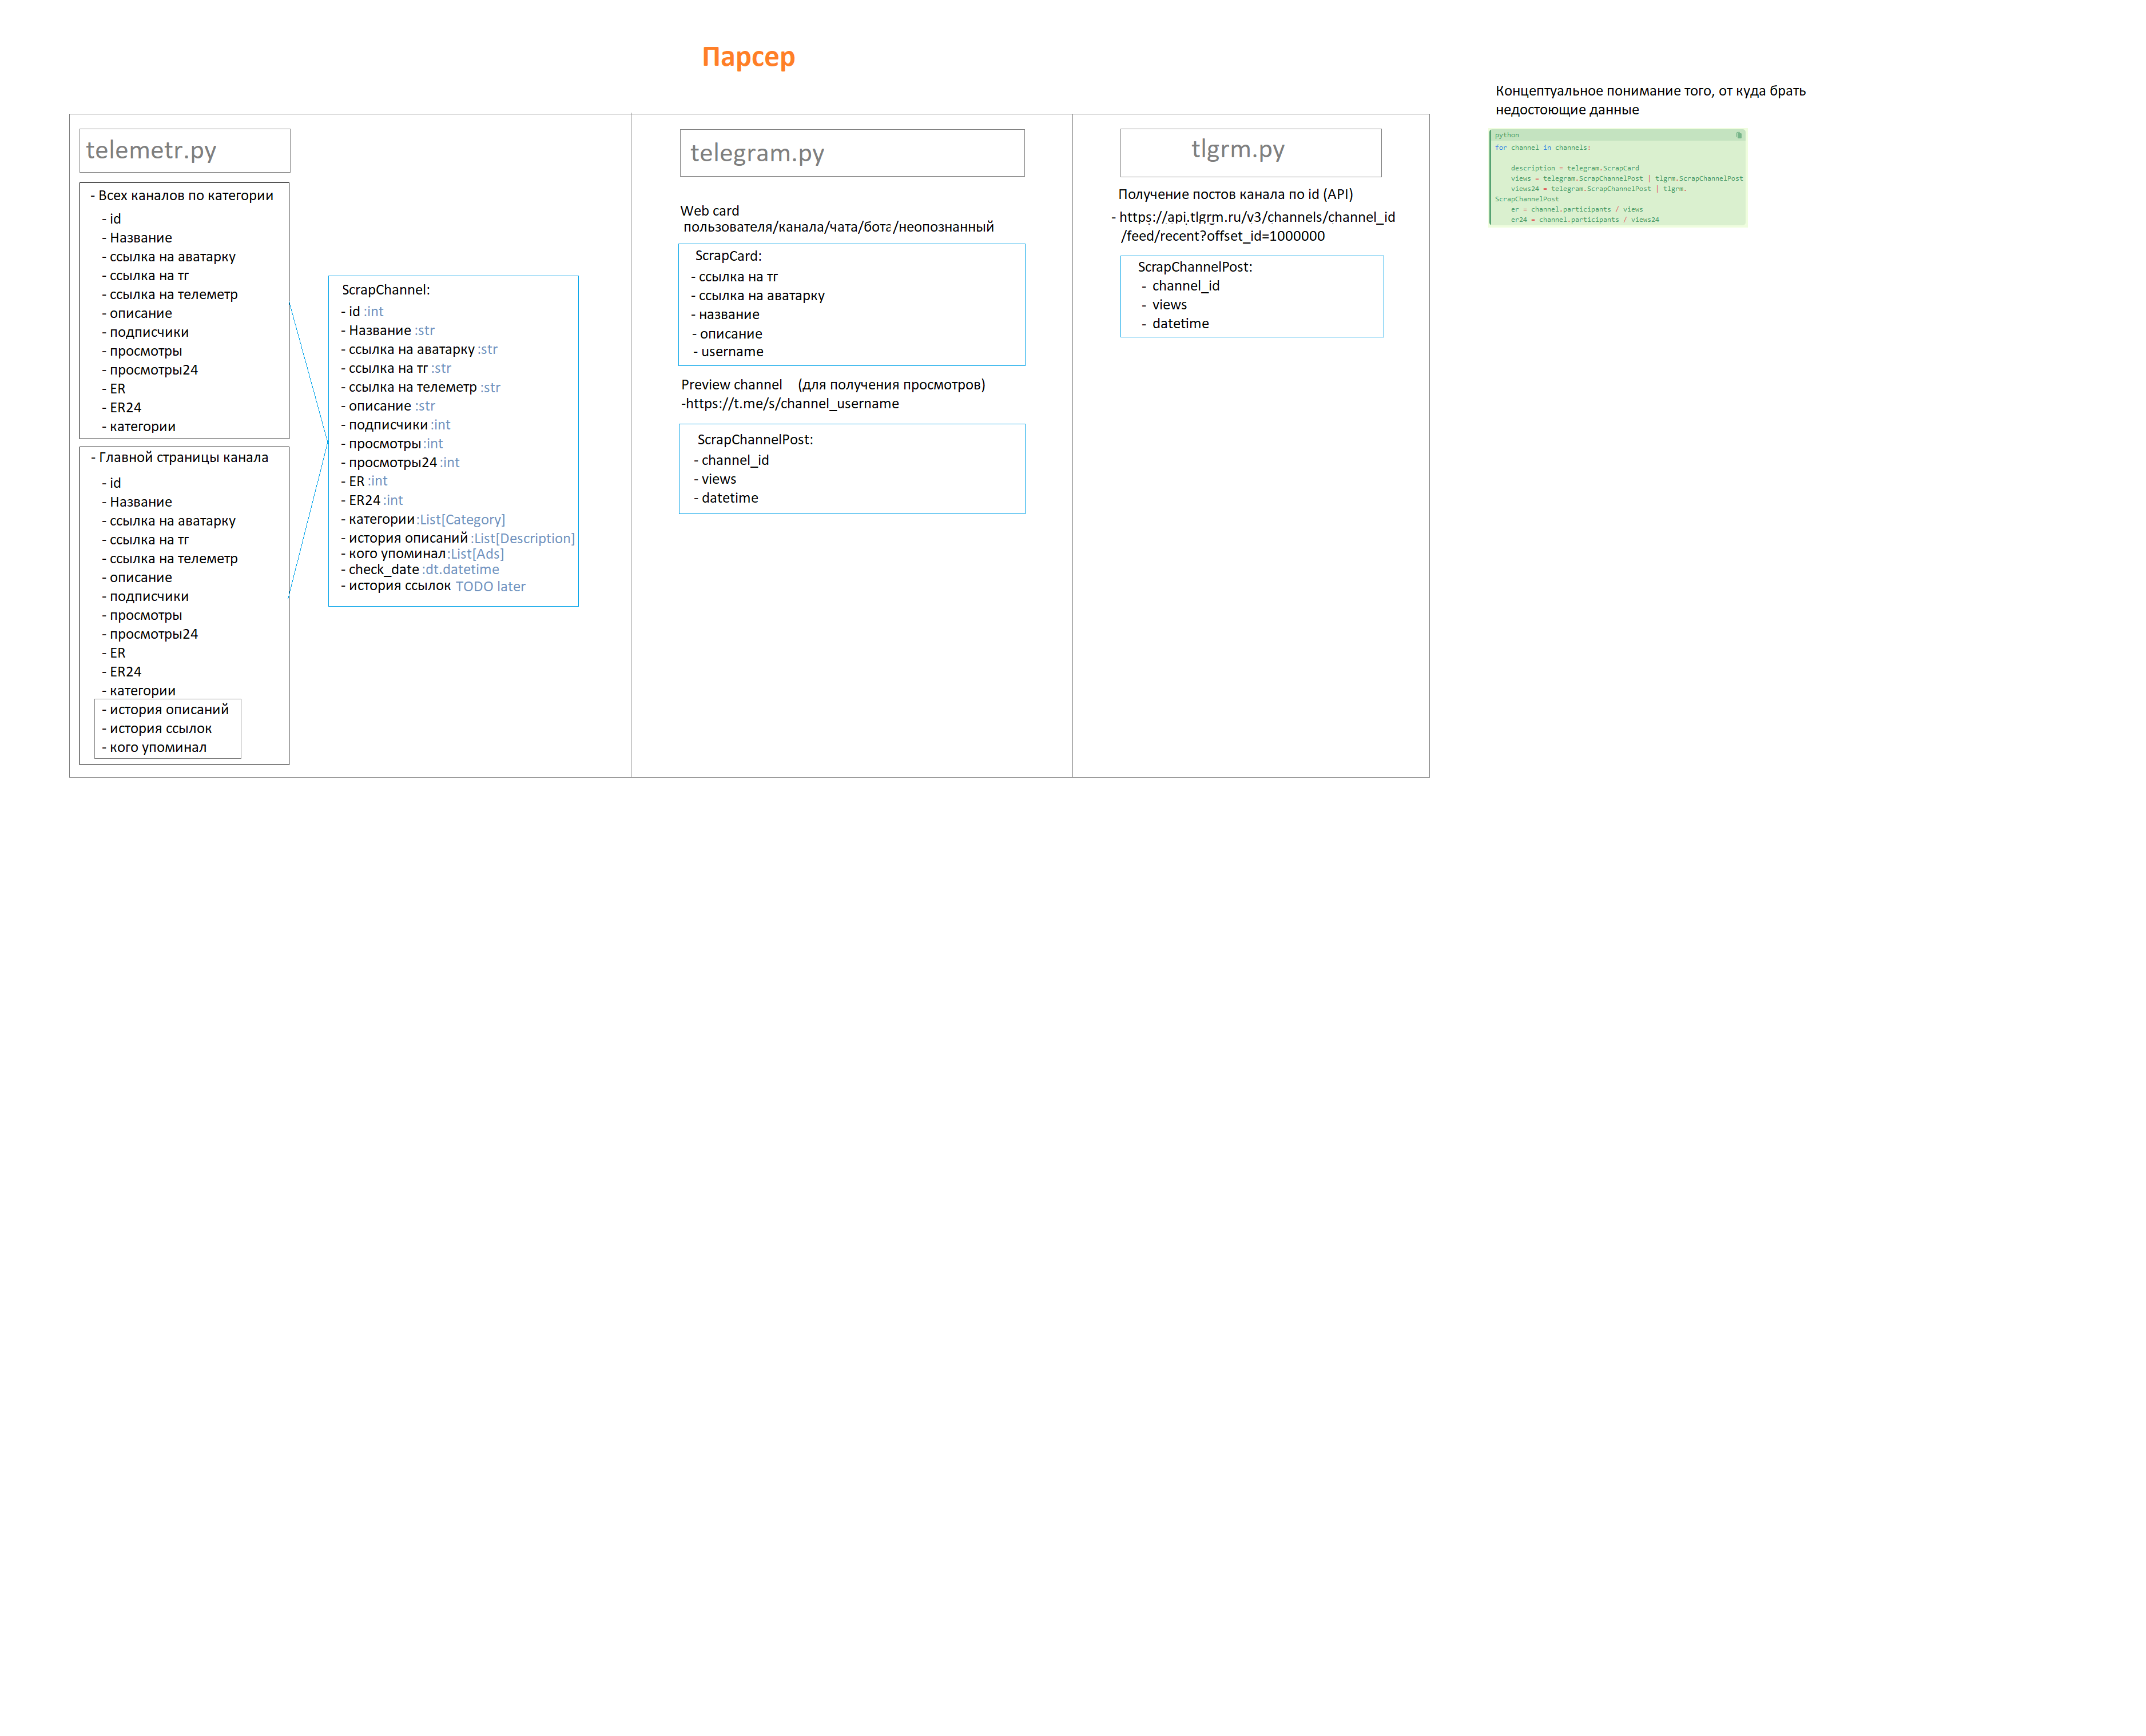 Парсер
telemetr.py
- Всех каналов по категории
- id
- Название
- ссылка на аватарку
- ссылка на тг
- ссылка на телеметр
- описание
- подписчики
- просмотры
- просмотры24
- ER
- ER24
- категории
- Главной страницы канала
- id
- Название
- ссылка на аватарку
- ссылка на тг
- ссылка на телеметр
- описание
- подписчики
- просмотры
- просмотры24
- ER
- ER24
- категории
- история описаний
- история ссылок
- кого упоминал
ScrapChannel:
- id :int
- Название :str
- ссылка на аватарку :str
- ссылка на тг :str
- ссылка на телеметр :str
- описание :str
- подписчики :int
- просмотры :int
- просмотры24 :int
- ER :int
- ER24 :int
- категории :List[Category]
- история описаний :List[Description]
- кого упоминал :List[Ads]
- check_date :dt.datetime
- история ссылок TODO later
telegram.py
Web card
пользователя/канала/чата/бота/неопознанный
ScrapCard:
- ссылка на тг
- ссылка на аватарку
- название
- описание
- username
Preview channel (для получения просмотров)
-https://t.me/s/channel_username
ScrapChannelPost:
- channel_id
- views
- datetime
tlgrm.py
Получение постов канала по id (API)
- https://api.tlgrm.ru/v3/channels/channel_id
/feed/recent?offset_id=1000000
ScrapChannelPost:
- channel_id
- views
- datetime
Концептуальное понимание того, от куда брать
недостоющие данные
python
for channel in channels:
description = telegram.ScrapCard
views = telegram.ScrapChannelPost | tlgrm.ScrapChannelPost
views24 = telegram.ScrapChannelPost | tlgrm.
ScrapChannelPost
er = channel.participants / views
er24 = channel.participants / views24